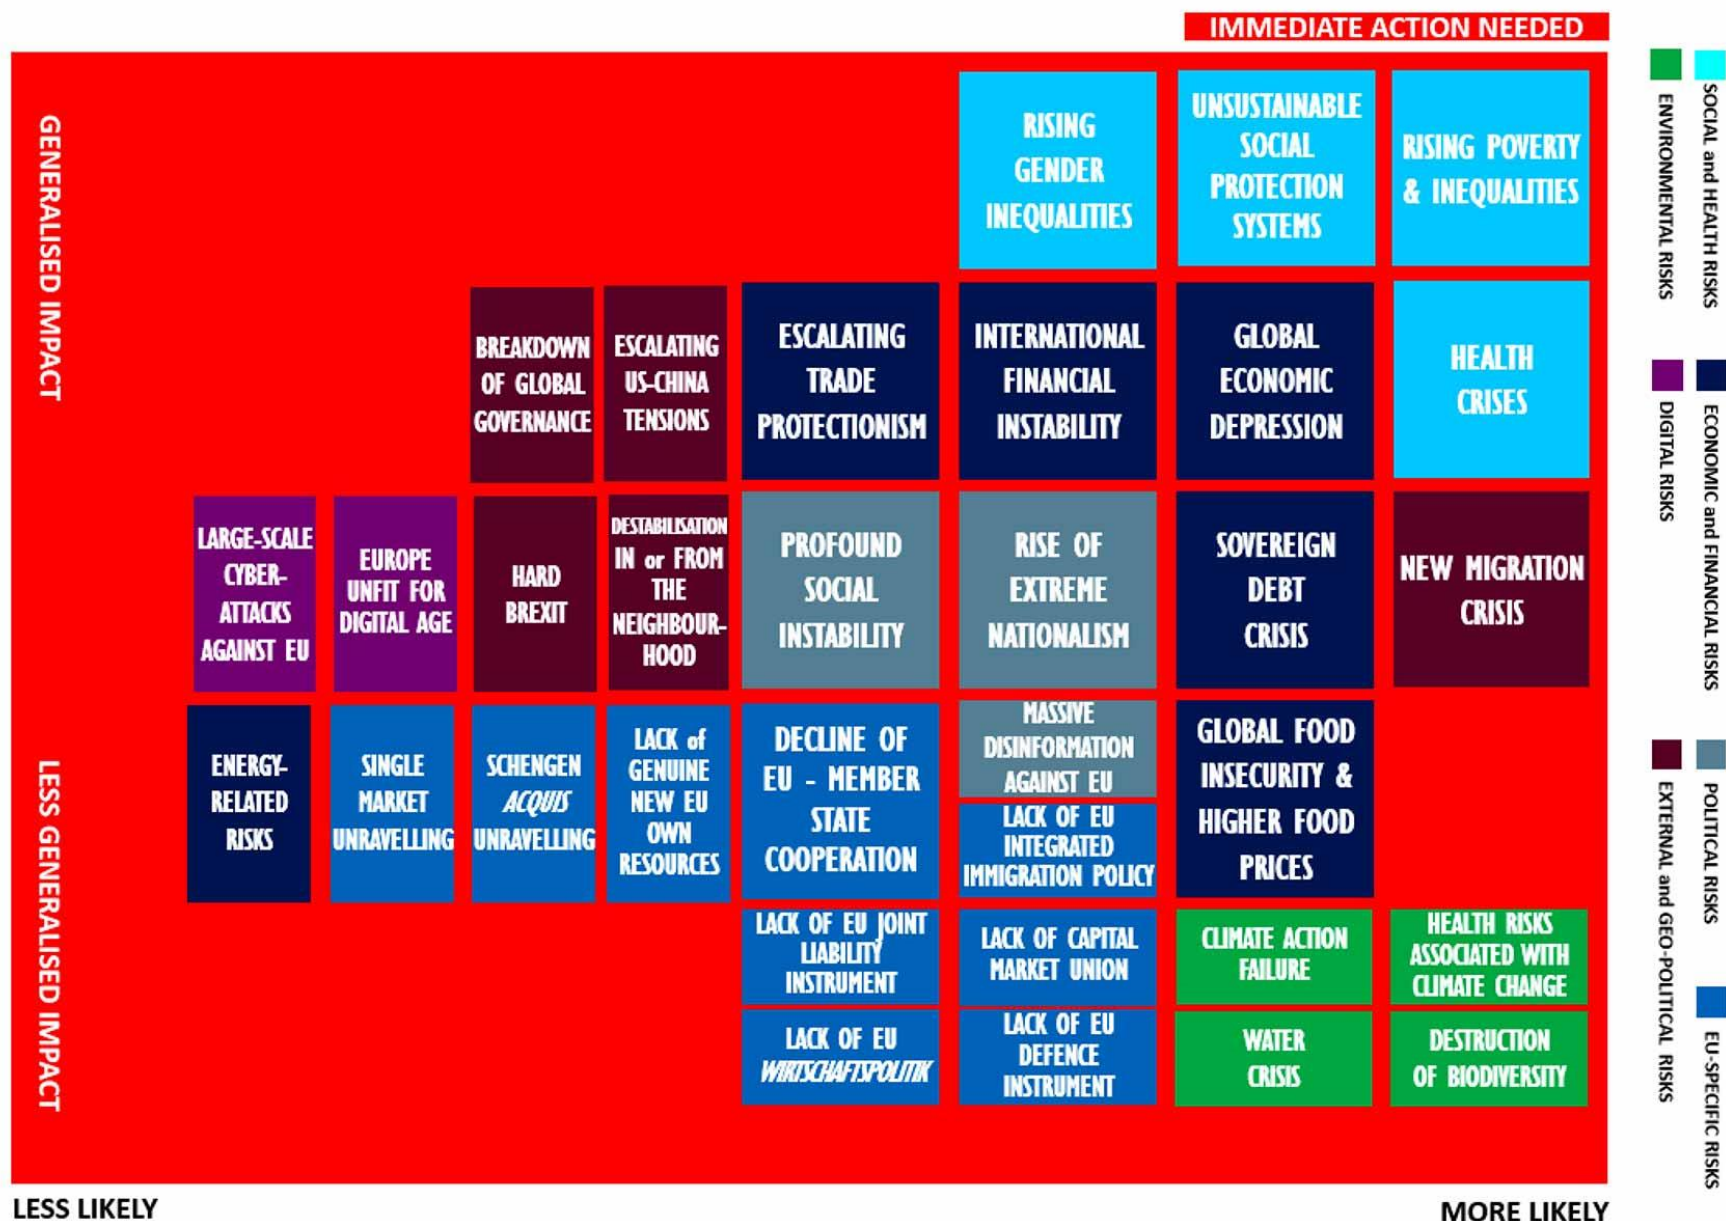 IMMEDIATE ACTION NEEDED
GENERALISED IMPACT
RISING
GENDER
INEQUALITIES
UNSUSTAINABLE
SOCIAL
PROTECTION
SYSTEMS
RISING POVERTY
& INEQUALITIES
BREAKDOWN
OF GLOBAL
GOVERNANCE
ESCALATING
US-CHINA
TENSIONS
ESCALATING
TRADE
PROTECTIONISM
INTERNATIONAL
FINANCIAL
INSTABILITY
GLOBAL
ECONOMIC
DEPRESSION
HEALTH
CRISES
LARGE-SCALE
CYBER-
ATTACKS
AGAINST EU
EUROPE
UNFIT FOR
DIGITAL AGE
HARD
BREXIT
DESTABILISATION
IN or FROM
THE
NEIGHBOUR-
HOOD
PROFOUND
SOCIAL
INSTABILITY
RISE OF
EXTREME
NATIONALISM
SOVEREIGN
DEBT
CRISIS
NEW MIGRATION
CRISIS
LESS GENERALISED IMPACT
ENERGY-
RELATED
RISKS
SINGLE
MARKET
UNRAVELLING
SCHENGEN
ACQUIS
UNRAVELLING
LACK of
GENUINE
NEW EU
OWN
RESOURCES
DECLINE OF
EU - MEMBER
STATE
COOPERATION
MASSIVE
DISINFORMATION
AGAINST EU
LACK OF EU
INTEGRATED
IMMIGRATION POLICY
GLOBAL FOOD
INSECURITY &
HIGHER FOOD
PRICES
LACK OF EU JOINT
LIABILITY
INSTRUMENT
LACK OF CAPITAL
MARKET UNION
CLIMATE ACTION
FAILURE
HEALTH RISKS
ASSOCIATED WITH
CLIMATE CHANGE
LACK OF EU
WIRTSCHAFTSPOLITIK
LACK OF EU
DEFENCE
INSTRUMENT
WATER
CRISIS
DESTRUCTION
OF BIODIVERSITY
LESS LIKELY
MORE LIKELY
SOCIAL and HEALTH RISKS
ENVIRONMENTAL RISKS
ECONOMIC and FINANCIAL RISKS
DIGITAL RISKS
POLITICAL RISKS
EXTERNAL and GEO-POLITICAL RISKS
EU-SPECIFIC RISKS